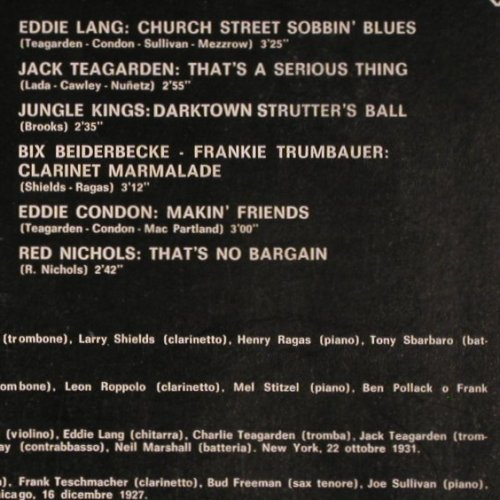 EDDIE LANG: CHURCH STREET SOBBIN' BLUES
(Teagarden - Condon - Sullivan - Mezzrow) 3'25"
JACK TEAGARDEN: THAT'S A SERIOUS THING
(Lada - Cawley - Nuñetz) 2'55"
JUNGLE KINGS: DARKTOWN STRUTTER'S BALL
(Brooks) 2'35"
BIX BEIDERBECKE - FRANKIE TRUMBAUER:
CLARINET MARMALADE
(Shields - Ragas) 3'12"
EDDIE CONDON: MAKIN' FRIENDS
(Teagarden - Condon - Mac Partland) 3'00"
RED NICHOLS: THAT'S NO BARGAIN
(R. Nichols) 2'42"
(trombone), Larry Shields (clarinetto), Henry Ragas (piano), Tony Sbarbaro (bat-
ombone), Leon Roppolo (clarinetto), Mel Stitzel (piano), Ben Pollack o Frank
(violino), Eddie Lang (chitarra), Charlie Teagarden (tromba), Jack Teagarden (trom-
ay (contrabbasso), Neil Marshall (batteria). New York, 22 ottobre 1931.
), Frank Teschmacher (clarinetto), Bud Freeman (sax tenore), Joe Sullivan (piano),
icago, 16 dicembre 1927.